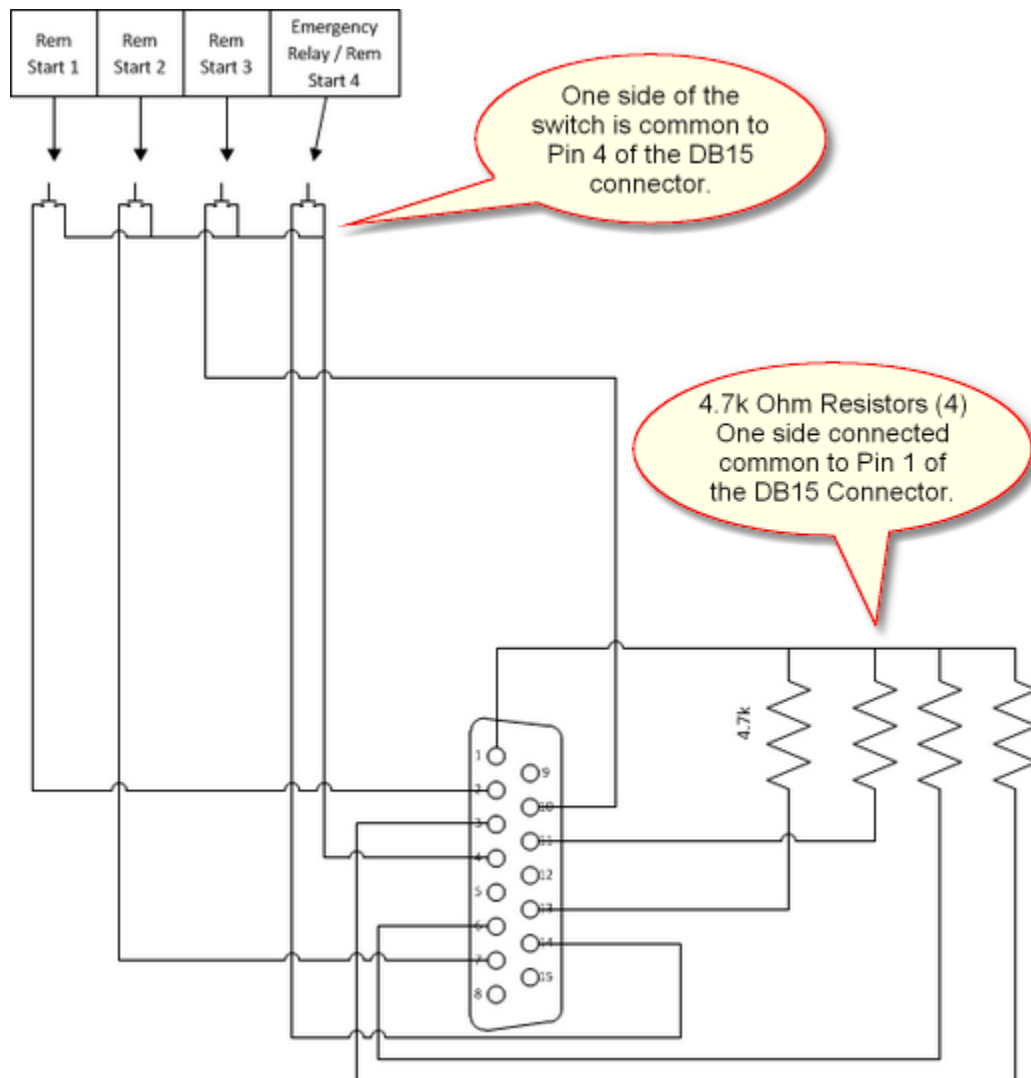 Rem
Start 1
Rem
Start 2
Rem
Start 3
Emergency
Relay / Rem
Start 4
One side of the
switch is common to
Pin 4 of the DB15
connector.
4.7k Ohm Resistors (4)
One side connected
common to Pin 1 of
the DB15 Connector.
4.7k
1
9
2
10
3
11
4
12
5
13
6
14
7
15
8